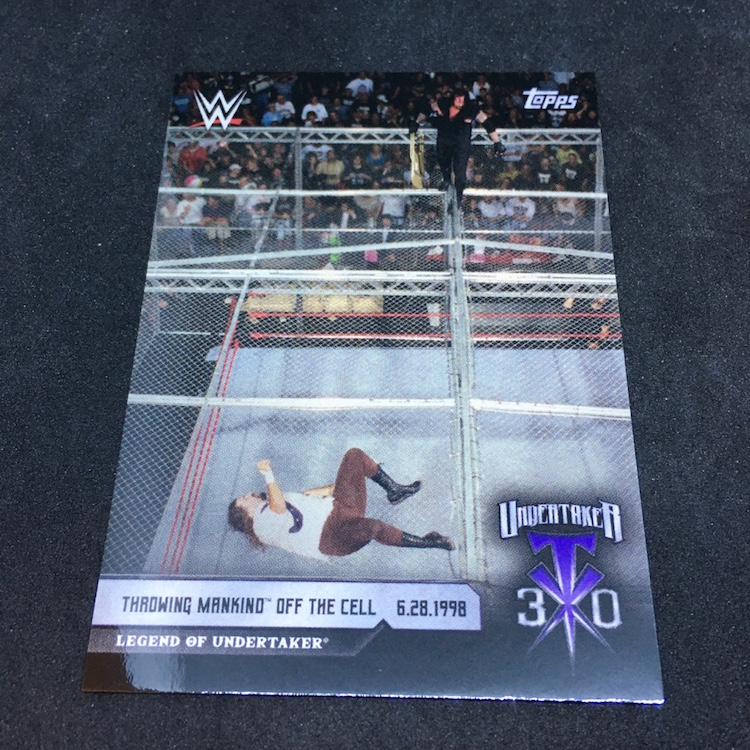 W
Topps
UNDERTAKER
30
THROWING MANKIND™ OFF THE CELL 6.28.1998
LEGEND OF UNDERTAKER®